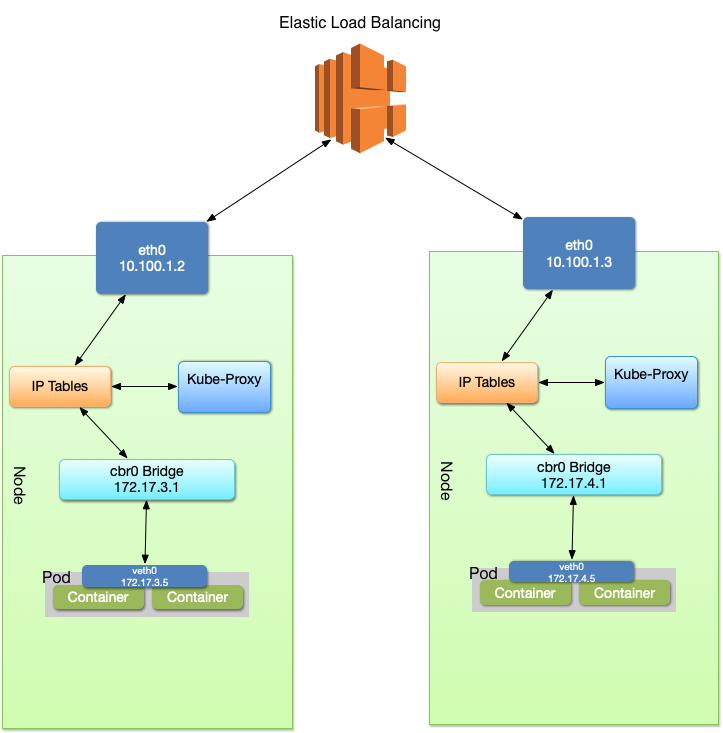 Elastic Load Balancing
eth0
10.100.1.2
IP Tables
Kube-Proxy
cbr0 Bridge
172.17.3.1
Node
Pod
veth0
172.17.3.5
Container
Container
eth0
10.100.1.3
IP Tables
Kube-Proxy
cbr0 Bridge
172.17.4.1
Node
Pod
veth0
172.17.4.5
Container
Container